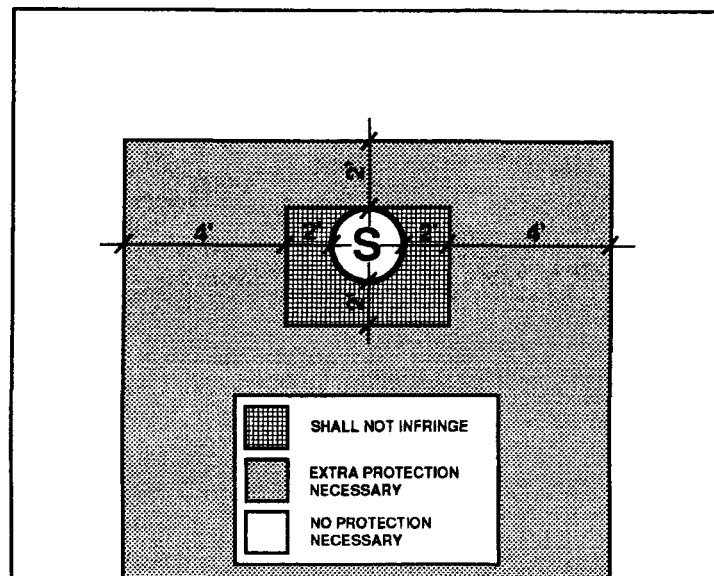 2'
4'
2'
S
2'
4'
2'
SHALL NOT INFRINGE
EXTRA PROTECTION
NECESSARY
NO PROTECTION
NECESSARY